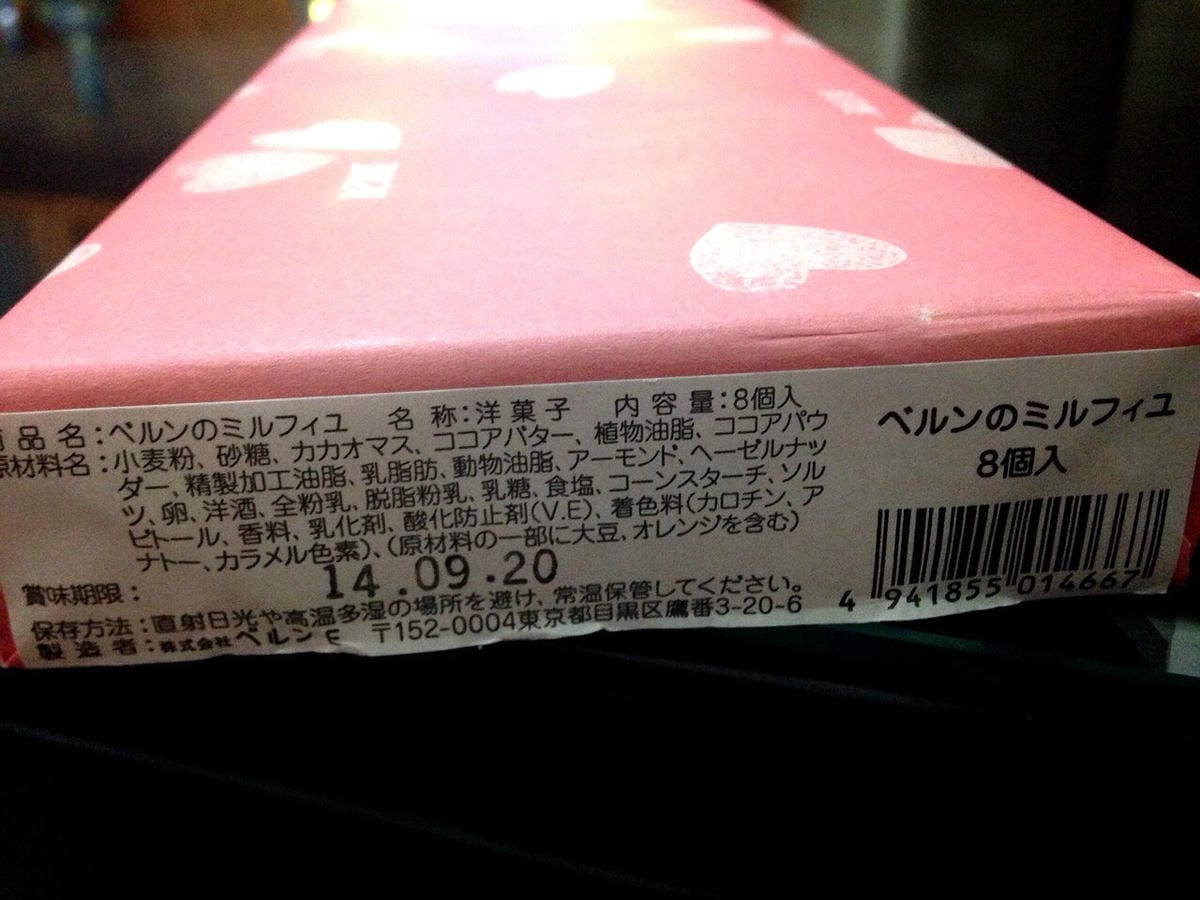 品名：ベルンのミルフィユ 名称：洋菓子 内容量：8個入
原材料名：小麦粉、砂糖、カカオマス、ココアバター、植物油脂、ココアパウ
ダー、精製加工油脂、乳脂肪、動物油脂、アーモンド、ヘーゼルナッ
ツ、卵、洋酒、全粉乳、脱脂粉乳、乳糖、食塩、コーンスターチ、ソル
ビトール、香料、乳化剤、酸化防止剤(V.E)、着色料(カロチン、ア
ナトー、カラメル色素)、(原材料の一部に大豆、オレンジを含む)
賞味期限： 14.09.20
保存方法：直射日光や高温多湿の場所を避け、常温保管してください。
製造者：株式会社ベルン E 〒152-0004東京都目黒区鷹番3-20-6
ベルンのミルフィユ
8個入
4 941855 014667